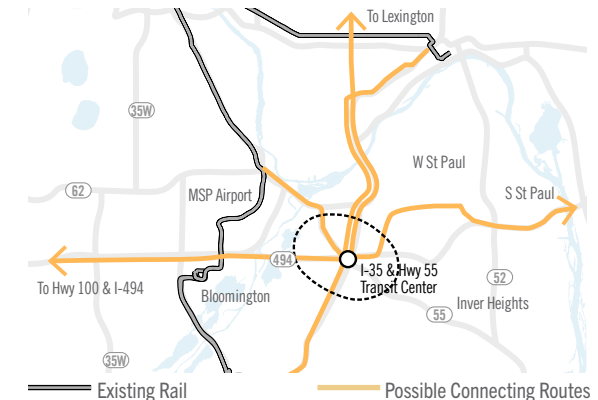 To Lexington
35W
W St Paul
62
MSP Airport
S St Paul
494
I-35 & Hwy 55
Transit Center
To Hwy 100 & I-494
Bloomington
52
Inver Heights
55
35W
Existing Rail
Possible Connecting Routes